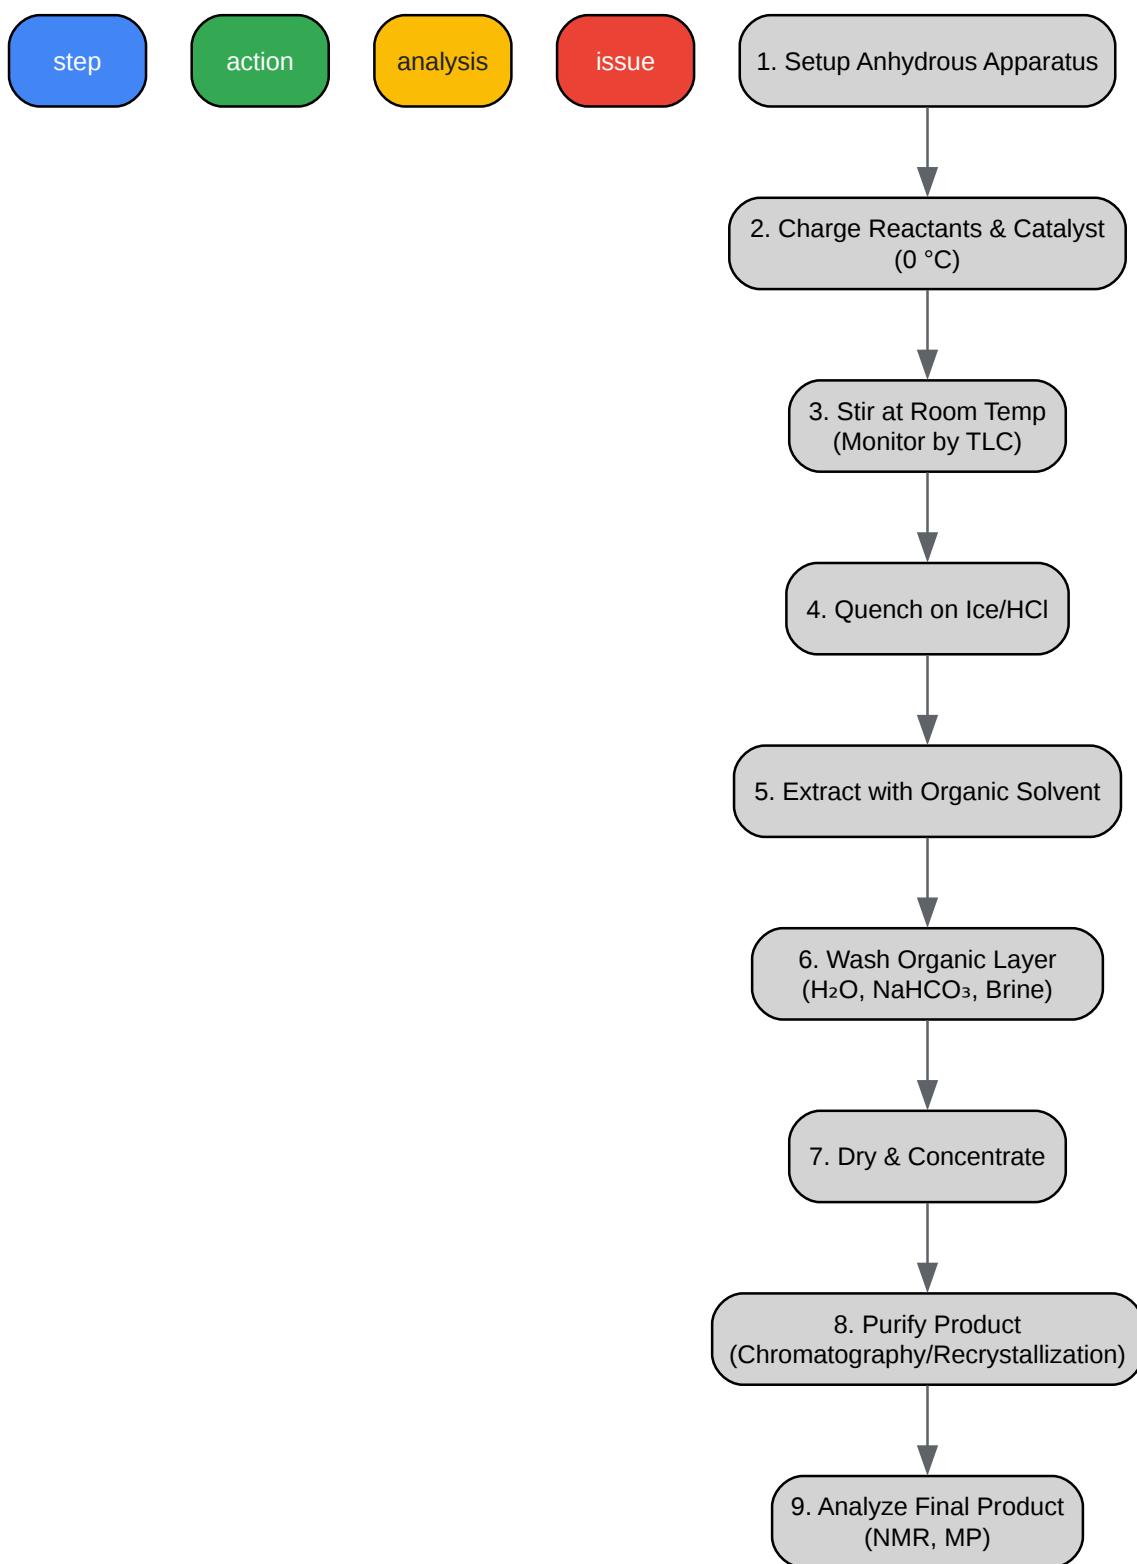 step
action
analysis
issue
1. Setup Anhydrous Apparatus
2. Charge Reactants & Catalyst
(0 °C)
3. Stir at Room Temp
(Monitor by TLC)
4. Quench on Ice/HCl
5. Extract with Organic Solvent
6. Wash Organic Layer
(H₂O, NaHCO₃, Brine)
7. Dry & Concentrate
8. Purify Product
(Chromatography/Recrystallization)
9. Analyze Final Product
(NMR, MP)